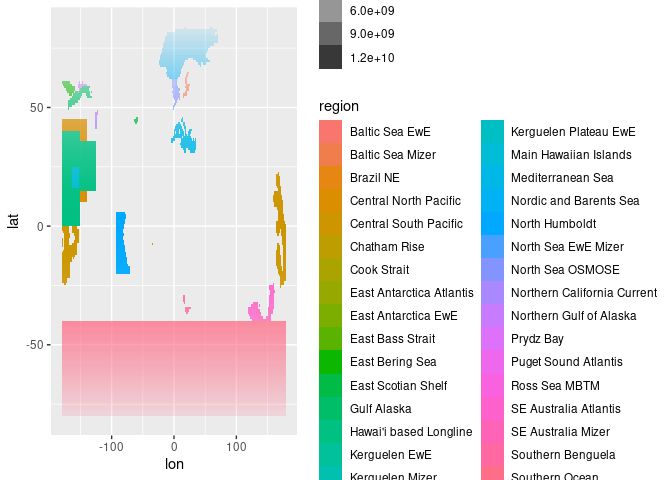 6.0e+09
9.0e+09
1.2e+10
region
Baltic Sea EwE
Baltic Sea Mizer
Brazil NE
Central North Pacific
Central South Pacific
Chatham Rise
Cook Strait
East Antarctica Atlantis
East Antarctica EwE
East Bass Strait
East Bering Sea
East Scotian Shelf
Gulf Alaska
Hawai'i based Longline
Kerguelen EwE
Kerguelen Mizer
Kerguelen Plateau EwE
Main Hawaiian Islands
Mediterranean Sea
Nordic and Barents Sea
North Humboldt
North Sea EwE Mizer
North Sea OSMOSE
Northern California Current
Northern Gulf of Alaska
Prydz Bay
Puget Sound Atlantis
Ross Sea MBTM
SE Australia Atlantis
SE Australia Mizer
Southern Benguela
Southern Ocean
50
0
-50
lat
-100
0
100
lon